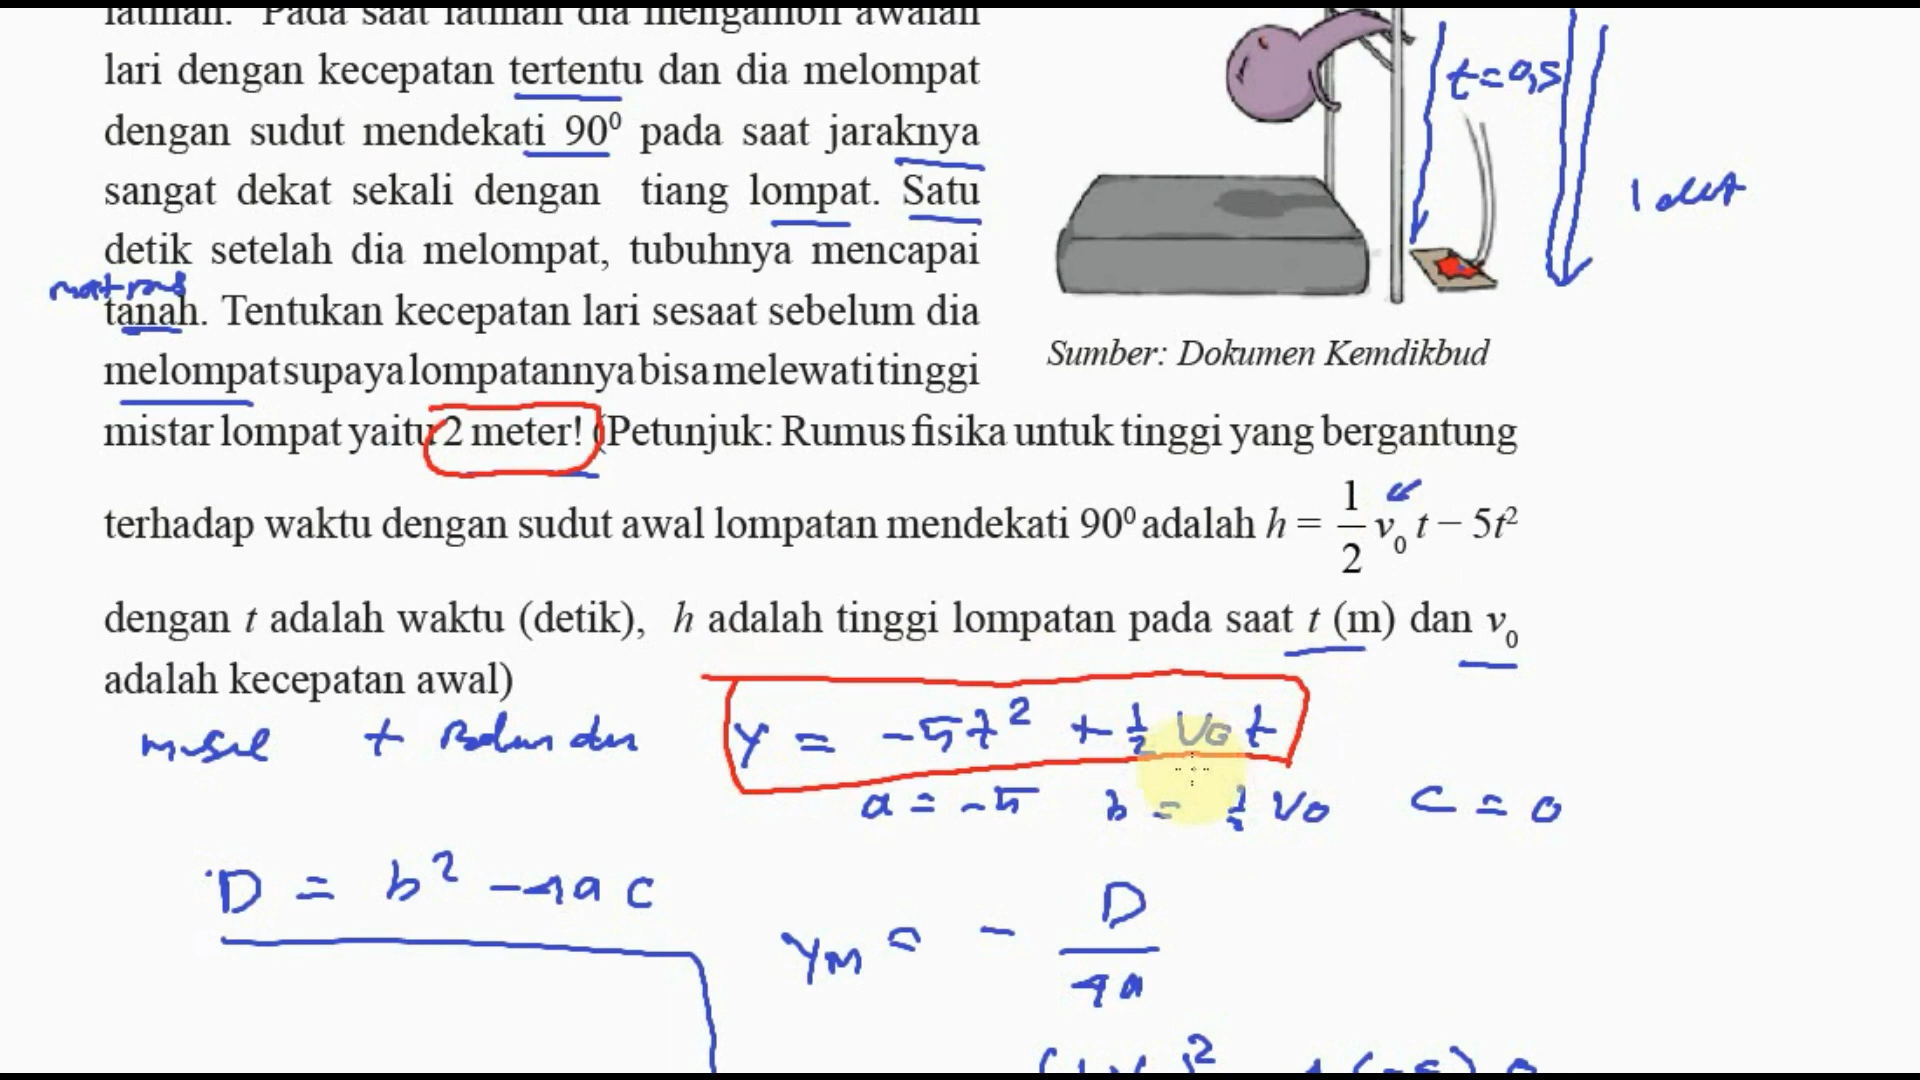 latihan. Pada saat latihan dia mengambil awalan
lari dengan kecepatan tertentu dan dia melompat
dengan sudut mendekati 90⁰ pada saat jaraknya
sangat dekat sekali dengan tiang lompat. Satu
detik setelah dia melompat, tubuhnya mencapai
matras
tanah. Tentukan kecepatan lari sesaat sebelum dia
melompat supaya lompatannya bisa melewati tinggi
mistar lompat yaitu 2 meter! (Petunjuk: Rumus fisika untuk tinggi yang bergantung
terhadap waktu dengan sudut awal lompatan mendekati 90⁰ adalah h = 1/2 v₀ t − 5t²
dengan t adalah waktu (detik), h adalah tinggi lompatan pada saat t (m) dan v₀
adalah kecepatan awal)
t = 0,5
1
Sumber: Dokumen Kemdikbud
misal t
y = -5t² + 1/2 V₀ t
a = -5 b = 1/2 V₀ c = 0
D = b² - 4ac
yM = - D/4a